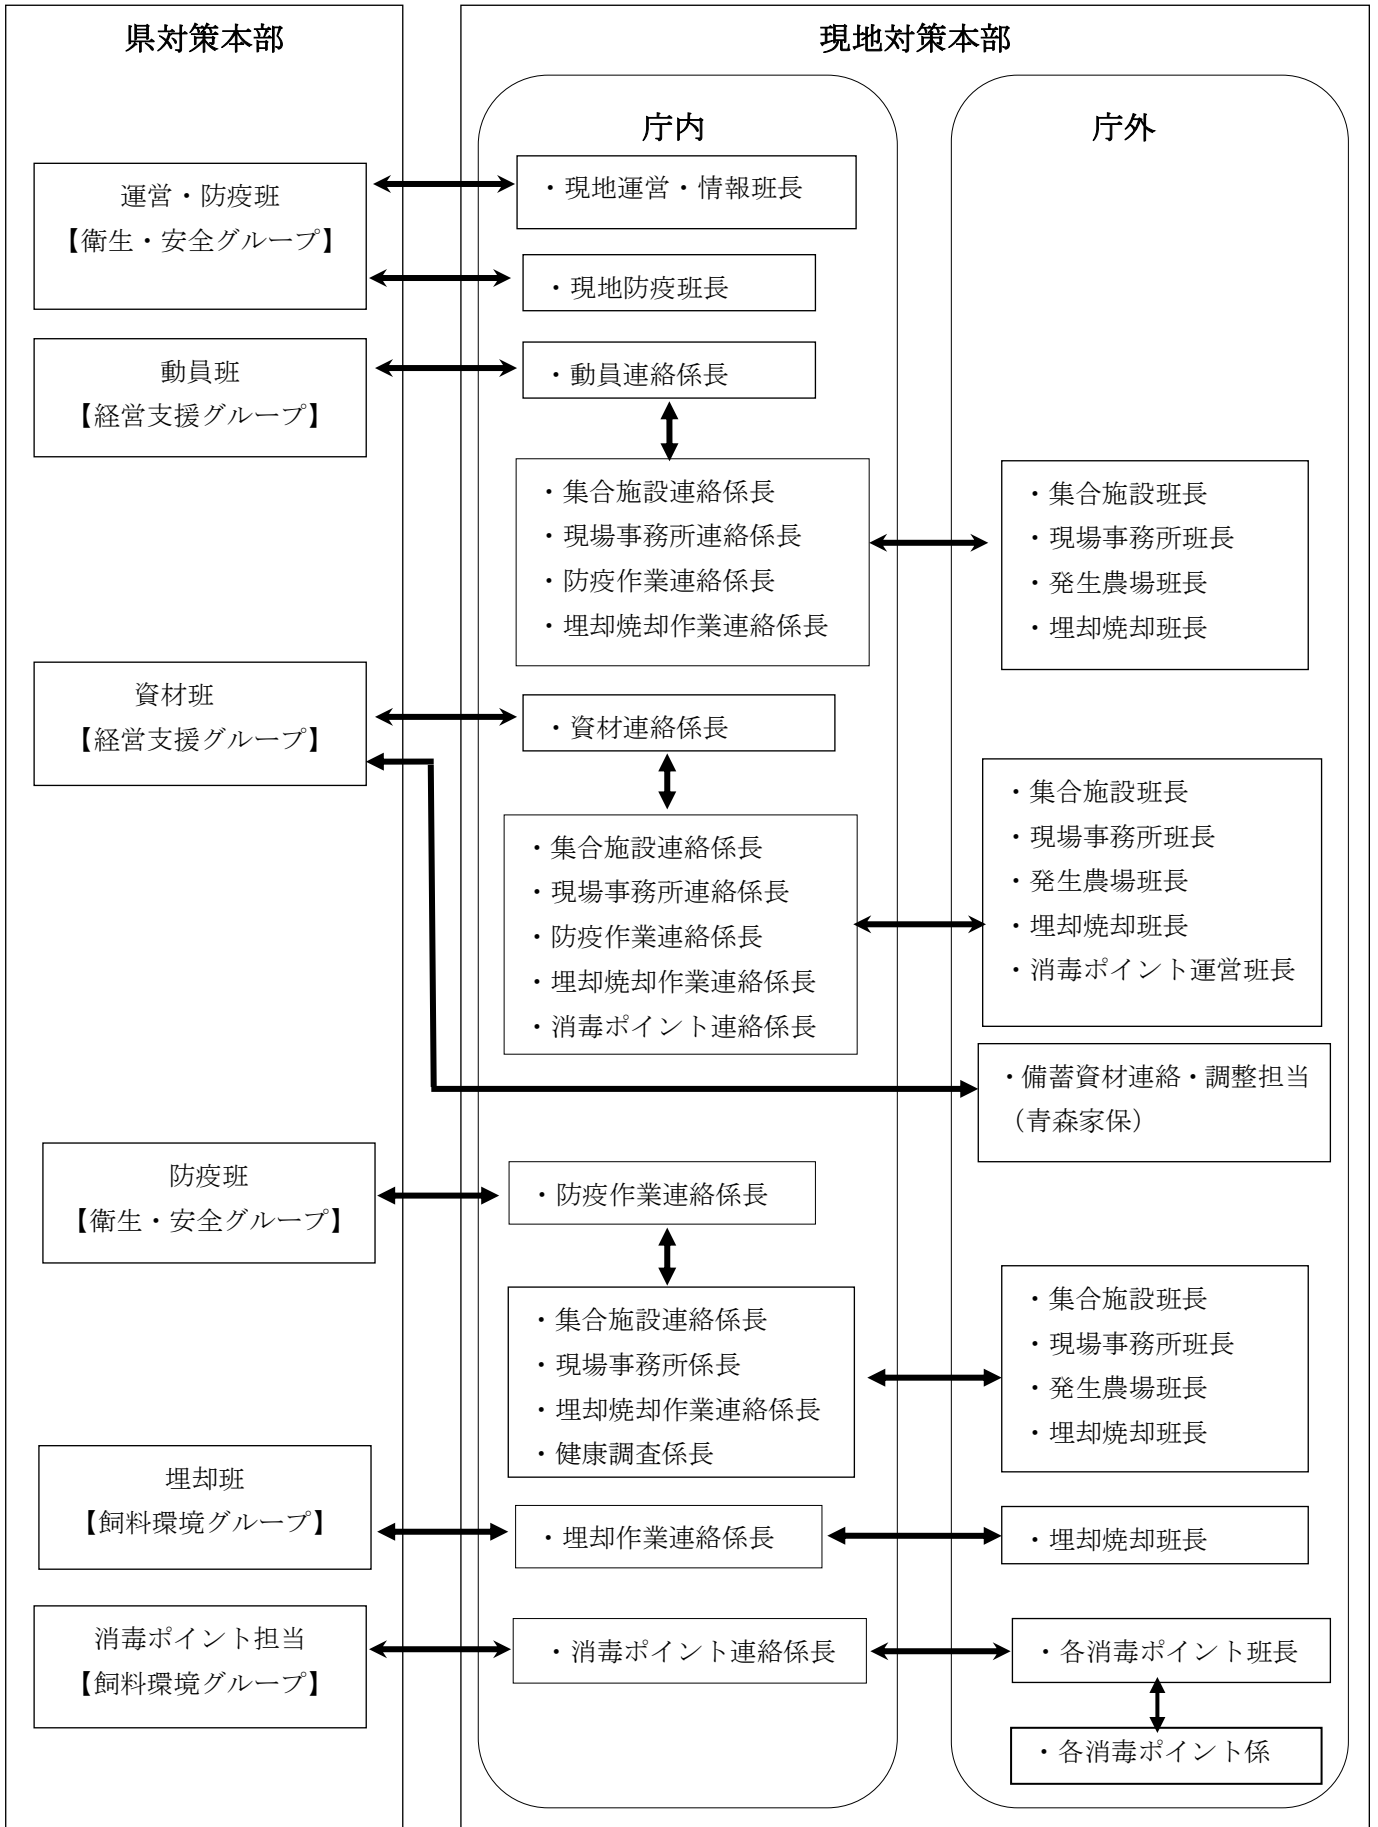 県対策本部
現地対策本部
庁内
庁外
運営・防疫班
【衛生・安全グループ】
・現地運営・情報班長
・現地防疫班長
動員班
【経営支援グループ】
・動員連絡係長
・集合施設連絡係長
・現場事務所連絡係長
・防疫作業連絡係長
・埋却焼却作業連絡係長
・集合施設班長
・現場事務所班長
・発生農場班長
・埋却焼却班長
資材班
【経営支援グループ】
・資材連絡係長
・集合施設連絡係長
・現場事務所連絡係長
・防疫作業連絡係長
・埋却焼却作業連絡係長
・消毒ポイント連絡係長
・集合施設班長
・現場事務所班長
・発生農場班長
・埋却焼却班長
・消毒ポイント運営班長
・備蓄資材連絡・調整担当
（青森家保）
防疫班
【衛生・安全グループ】
・防疫作業連絡係長
・集合施設連絡係長
・現場事務所係長
・埋却焼却作業連絡係長
・健康調査係長
・集合施設班長
・現場事務所班長
・発生農場班長
・埋却焼却班長
埋却班
【飼料環境グループ】
・埋却作業連絡係長
・埋却焼却班長
消毒ポイント担当
【飼料環境グループ】
・消毒ポイント連絡係長
・各消毒ポイント班長
・各消毒ポイント係